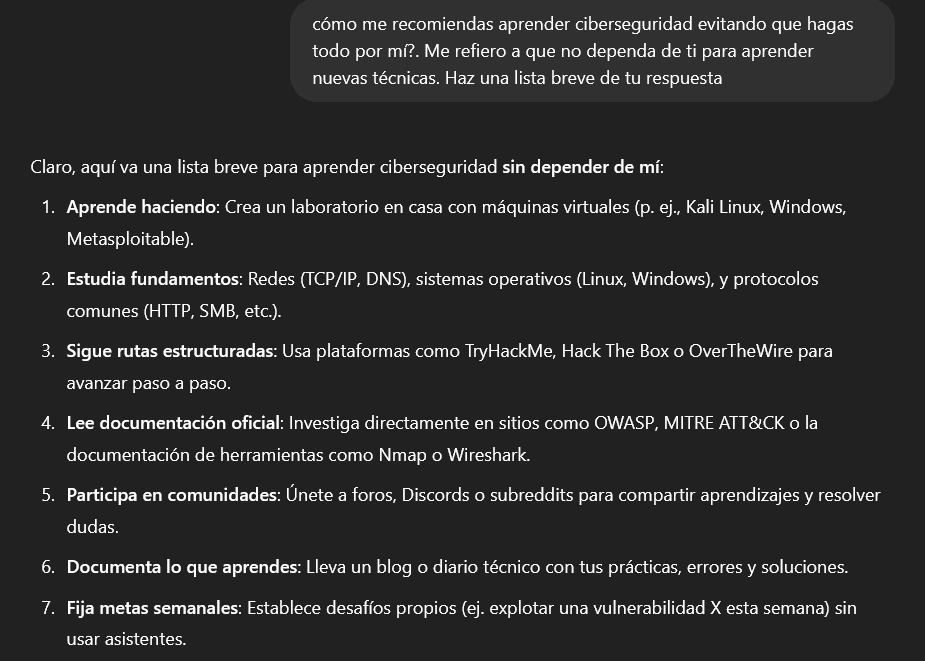 cómo me recomiendas aprender ciberseguridad evitando que hagas
todo por mí?. Me refiero a que no dependa de ti para aprender
nuevas técnicas. Haz una lista breve de tu respuesta
Claro, aquí va una lista breve para aprender ciberseguridad sin depender de mí:
1. Aprende haciendo: Crea un laboratorio en casa con máquinas virtuales (p. ej., Kali Linux, Windows,
Metasploitable).
2. Estudia fundamentos: Redes (TCP/IP, DNS), sistemas operativos (Linux, Windows), y protocolos
comunes (HTTP, SMB, etc.).
3. Sigue rutas estructuradas: Usa plataformas como TryHackMe, Hack The Box o OverTheWire para
avanzar paso a paso.
4. Lee documentación oficial: Investiga directamente en sitios como OWASP, MITRE ATT&CK o la
documentación de herramientas como Nmap o Wireshark.
5. Participa en comunidades: Únete a foros, Discords o subreddits para compartir aprendizajes y resolver
dudas.
6. Documenta lo que aprendes: Lleva un blog o diario técnico con tus prácticas, errores y soluciones.
7. Fija metas semanales: Establece desafíos propios (ej. explotar una vulnerabilidad X esta semana) sin
usar asistentes.